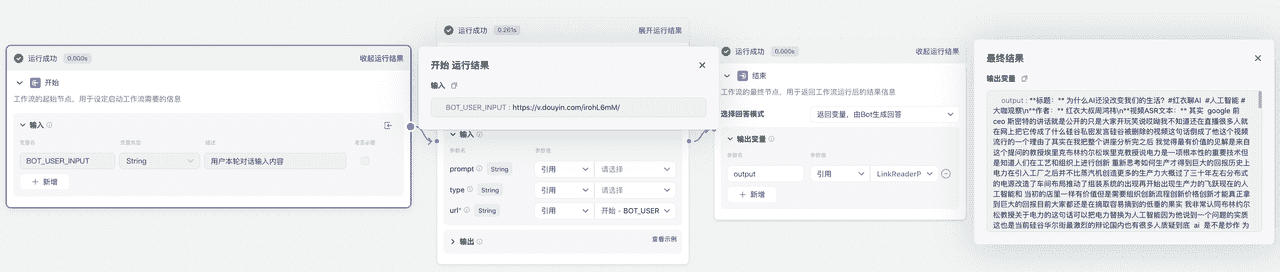 运行成功 0.000s 收起运行结果
开始
工作流的起始节点，用于设定启动工作流需要的信息
输入
变量名 变量类型 描述 是否必要
BOT_USER_INPUT String 用户本轮对话输入内容
+ 新增
运行成功 0.261s 展开运行结果
开始 运行结果
输入
BOT_USER_INPUT : https://v.douyin.com/irohL6mM/
输入
参数名 参数值
prompt String 引用 请选择
type String 引用 请选择
url* String 引用 开始 - BOT_USER
输出 查看示例
运行成功 0.000s 收起运行结果
结束
工作流的最终节点，用于返回工作流运行后的结果信息
选择回答模式 返回变量，由Bot生成回答
输出变量
参数名 参数值
output 引用 LinkReaderP
+ 新增
最终结果
输出变量
output : **标题： ** 为什么AI还没改变我们的生活？#红衣聊AI #人工智能 #
大咖观察\n**作者： ** 红衣大叔周鸿祎\n**视频ASR文本： ** 其实 google 前
ceo 斯密特的讲话就是公开的只是大家开玩笑说哎呦我不知道还在直播很多人就
在网上把它传成了什么硅谷私密发言硅谷被删除的视频这句话倒成了他这个视频
流行的一个理由了其实在我把整个讲座分析完之后 我觉得最有价值的见解是来自
这个提问的教授埃里克布林约尔松埃里克教授说电力是一项根本性的重要技术但
是知道人们在工艺和组织上进行创新 重新思考如何生产才得到巨大的回报历史上
电力在引入工厂之后并不比蒸汽机创造更多的生产力大概过了三十年左右分布式
的电源改造了车间布局推动了组装系统的出现再开始出现生产力的飞跃现在的人
工智能和 当初的店里一样有价值但是需要组织创新流程创新价格创新才能真正拿
到巨大的回报目前大家都还是在摘取容易摘到的低垂的果实 我非常认同布林约尔
松教授关于电力的这句话可以把电力替换为人工智能因为他说到一个问题的实质
这也是当前硅谷华尔街最激烈的辩论国内也有很多人质疑到底 ai 是不是炒作 为